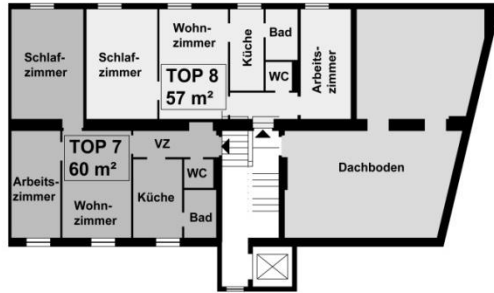 Schlaf-
zimmer
Schlaf-
zimmer
Wohn-
zimmer
Küche
Bad
WC
Arbeits-
zimmer
TOP 8
57 m²
TOP 7
60 m²
VZ
WC
Arbeits-
zimmer
Wohn-
zimmer
Küche
Bad
Dachboden